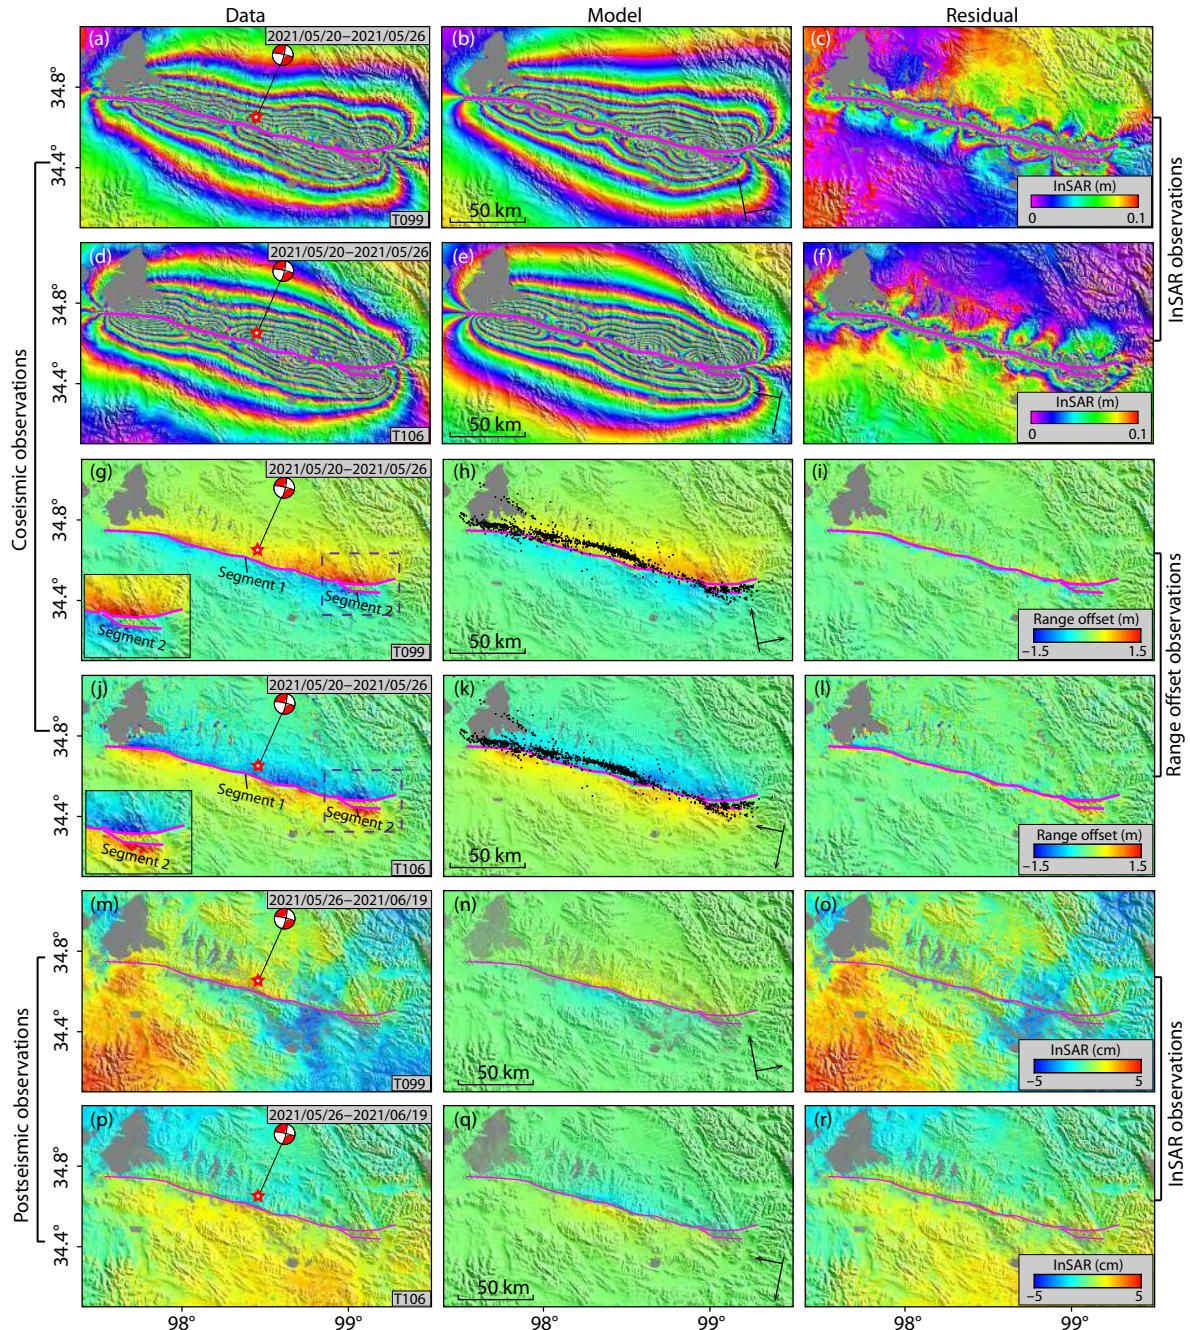 Data
Model
Residual
(a)
2021/05/20−2021/05/26
T099
(b)
50 km
(c)
InSAR (m)
0
0.1
34.8°
34.4°
(d)
2021/05/20−2021/05/26
T106
(e)
50 km
(f)
InSAR (m)
0
0.1
34.8°
34.4°
InSAR observations
Coseismic observations
(g)
2021/05/20−2021/05/26
Segment 1
Segment 2
Segment 2
T099
(h)
50 km
(i)
Range offset (m)
−1.5
1.5
34.8°
34.4°
(j)
2021/05/20−2021/05/26
Segment 1
Segment 2
Segment 2
T106
(k)
50 km
(l)
Range offset (m)
−1.5
1.5
34.8°
34.4°
Range offset observations
(m)
2021/05/26−2021/06/19
T099
(n)
50 km
(o)
InSAR (cm)
−5
5
34.8°
34.4°
Postseismic observations
(p)
2021/05/26−2021/06/19
T106
(q)
50 km
(r)
InSAR (cm)
−5
5
34.8°
34.4°
InSAR observations
98°
99°
98°
99°
98°
99°